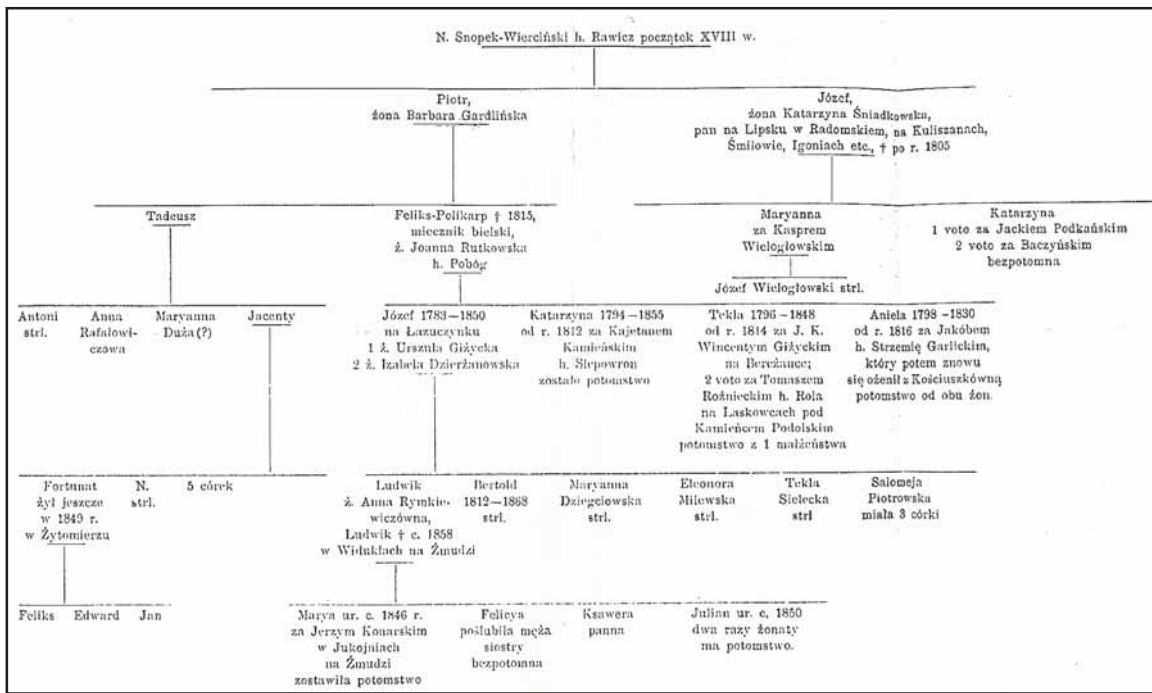 N. Snopek-Wierciński h. Rawicz początek XVIII w.
Piotr,
żona Barbara Gardlińska
Józef,
żona Katarzyna Śniadkowska,
pan na Lipsku w Radomskiem, na Kuliszanach,
Śmiłowie, Igoniach etc., † po r. 1805
Tadeusz
Feliks-Polikarp † 1815,
miecznik bielski,
ż. Joanna Rutkowska
h. Pobóg
Maryanna
za Kasprem
Wielogłowskim
Katarzyna
1 voto za Jackiem Podkańskim
2 voto za Baczyńskim
bezpotomna
Józef Wielogłowski strl.
Antoni
strl.
Anna
Rafałowi-
czowa
Maryanna
Duża(?)
Jacenty
Józef 1783—1850
na Łazuczynku
1 ż. Urszula Giżycka
2 ż. Izabela Dzierżanowska
Katarzyna 1794—1855
od r. 1812 za Kajetanem
Kamieńskim
h. Ślepowron
zostało potomstwo
Tekla 1796—1848
od r. 1814 za J. K.
Wincentym Giżyckim
na Bereżance;
2 voto za Tomaszem
Roźnieckim h. Rola
na Laskowcach pod
Kamieńcem Podolskim
potomstwo z 1 małżeństwa
Aniela 1798—1830
od r. 1816 za Jakóbem
h. Strzemię Garlickim,
który potem znowu
się ożenił z Kościuszkówną
potomstwo od obu żon.
Fortunat
żył jeszcze
w 1849 r.
w Żytomierzu
N.
strl.
5 córek
Ludwik
ż. Anna Rymkie-
wiczówna,
Ludwik † c. 1858
w Widuklach na Żmudzi
Bertold
1812—1868
strl.
Maryanna
Dziegciowska
strl.
Eleonora
Milewska
strl.
Tekla
Sielecka
strl
Salomeja
Piotrowska
miała 3 córki
Feliks
Edward
Jan
Marya ur. c. 1846 r.
za Jerzym Konarskim
w Jukojniach
na Żmudzi
zostawiła potomstwo
Felicya
poślubiła męża
siostry
bezpotomna
Ksawera
panna
Julian ur. c. 1850
dwa razy żonaty
ma potomstwo.